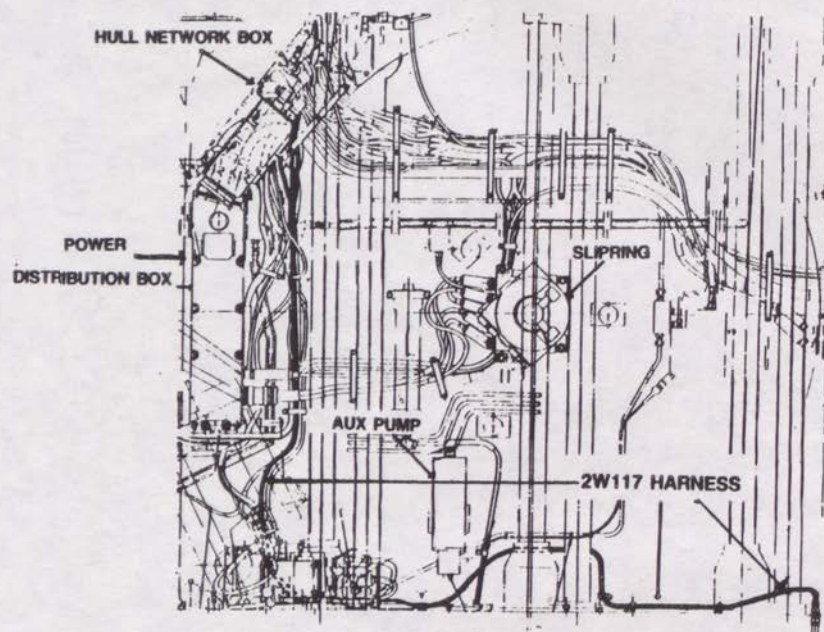 HULL NETWORK BOX
POWER
DISTRIBUTION BOX
SLIPRING
AUX PUMP
2W117 HARNESS